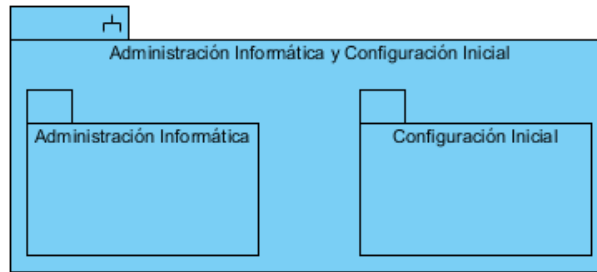 Administración Informática y Configuración Inicial
Administración Informática
Configuración Inicial